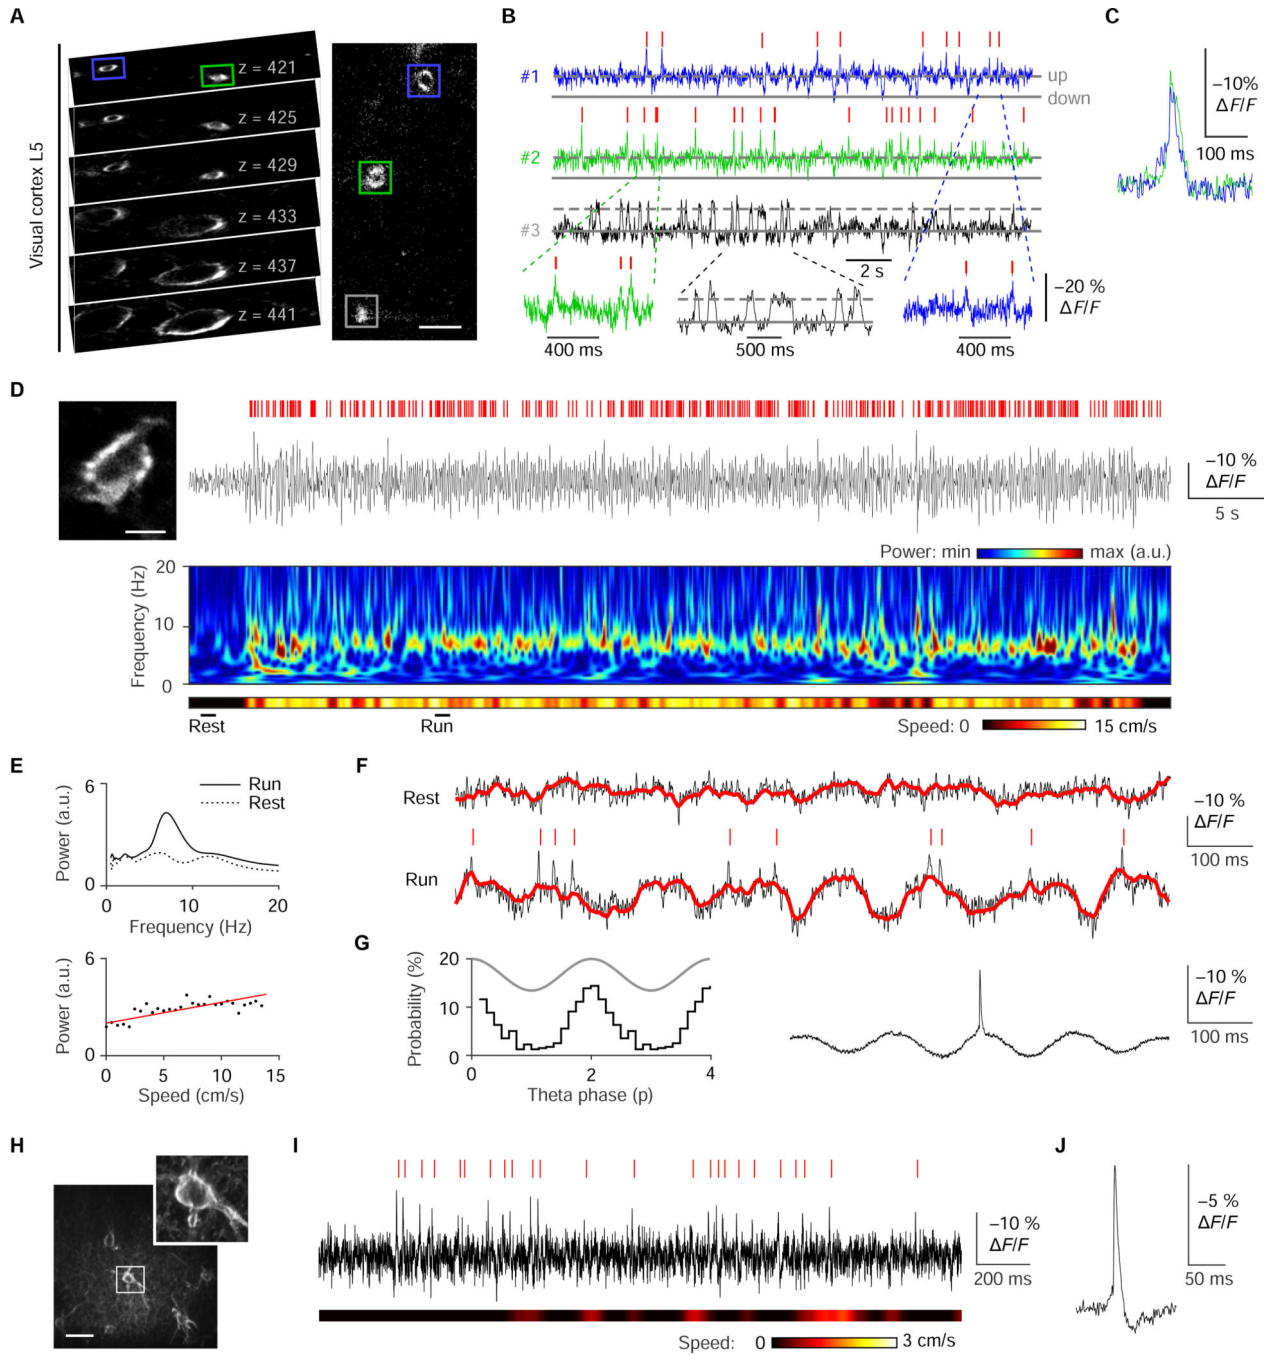 A
B
C
Visual cortex L5
z = 421
z = 425
z = 429
z = 433
z = 437
z = 441
#1
up
down
#2
#3
2 s
400 ms
500 ms
400 ms
−20 %
ΔF/F
−10%
ΔF/F
100 ms
D
−10 %
ΔF/F
5 s
Power: min
max (a.u.)
Frequency (Hz)
20
10
0
Rest
Run
Speed: 0
15 cm/s
E
Power (a.u.)
6
0
Run
Rest
0
10
20
Frequency (Hz)
Power (a.u.)
6
0
0
5
10
15
Speed (cm/s)
F
Rest
Run
−10 %
ΔF/F
100 ms
G
Probability (%)
20
10
0
0
2
4
Theta phase (p)
−10 %
ΔF/F
100 ms
H
I
−10 %
ΔF/F
200 ms
Speed:
0
3 cm/s
J
−5 %
ΔF/F
50 ms